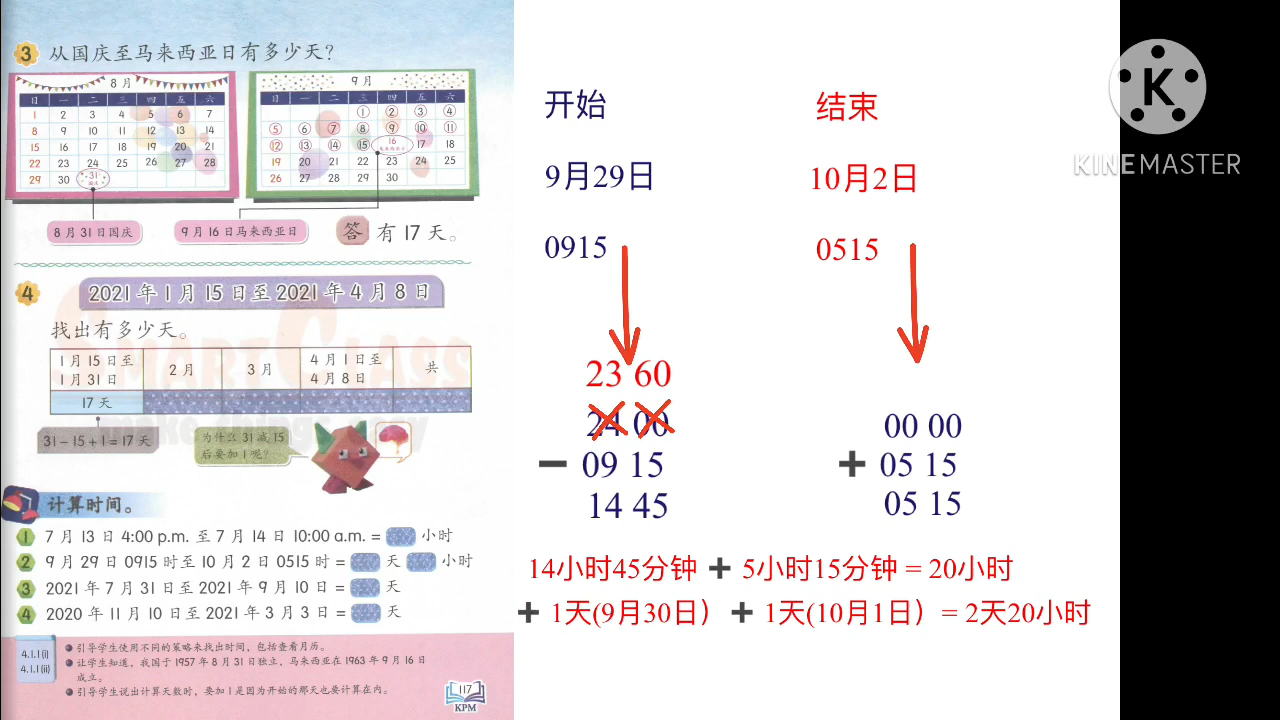 3 从国庆至马来西亚日有多少天？
8月
日 一 二 三 四 五 六
1 2 3 4 5 6 7
8 9 10 11 12 13 14
15 16 17 18 19 20 21
22 23 24 25 26 27 28
29 30 31
国庆
9月
日 一 二 三 四 五 六
1 2 3 4
5 6 7 8 9 10 11
12 13 14 15 16 17 18
马来西亚日
19 20 21 22 23 24 25
26 27 28 29 30
8月31日国庆
9月16日马来西亚日
答 有17天。
4 2021年1月15日至2021年4月8日
找出有多少天。
1月15日至1月31日 2月 3月 4月1日至4月8日 共
17天
31－15＋1＝17天
为什么31减15
后要加1呢？
SMART CLASS
计算时间。
1 7月13日4:00 p.m. 至7月14日10:00 a.m. = 小时
2 9月29日0915时至10月2日0515时 = 天 小时
3 2021年7月31日至2021年9月10日 = 天
4 2020年11月10日至2021年3月3日 = 天
4.1.1(i)
4.1.1(ii)
● 引导学生使用不同的策略来找出时间，包括查看月历。
● 让学生知道，我国于1957年8月31日独立，马来西亚在1963年9月16日
成立。
● 引导学生说出计算天数时，要加1是因为开始的那天也要计算在内。
117
KPM
开始 结束
9月29日 10月2日
0915 0515
23 60
24 00 00 00
－ 09 15 + 05 15
14 45 05 15
14小时45分钟 + 5小时15分钟 = 20小时
+ 1天(9月30日） + 1天(10月1日）= 2天20小时
K
KINEMASTER